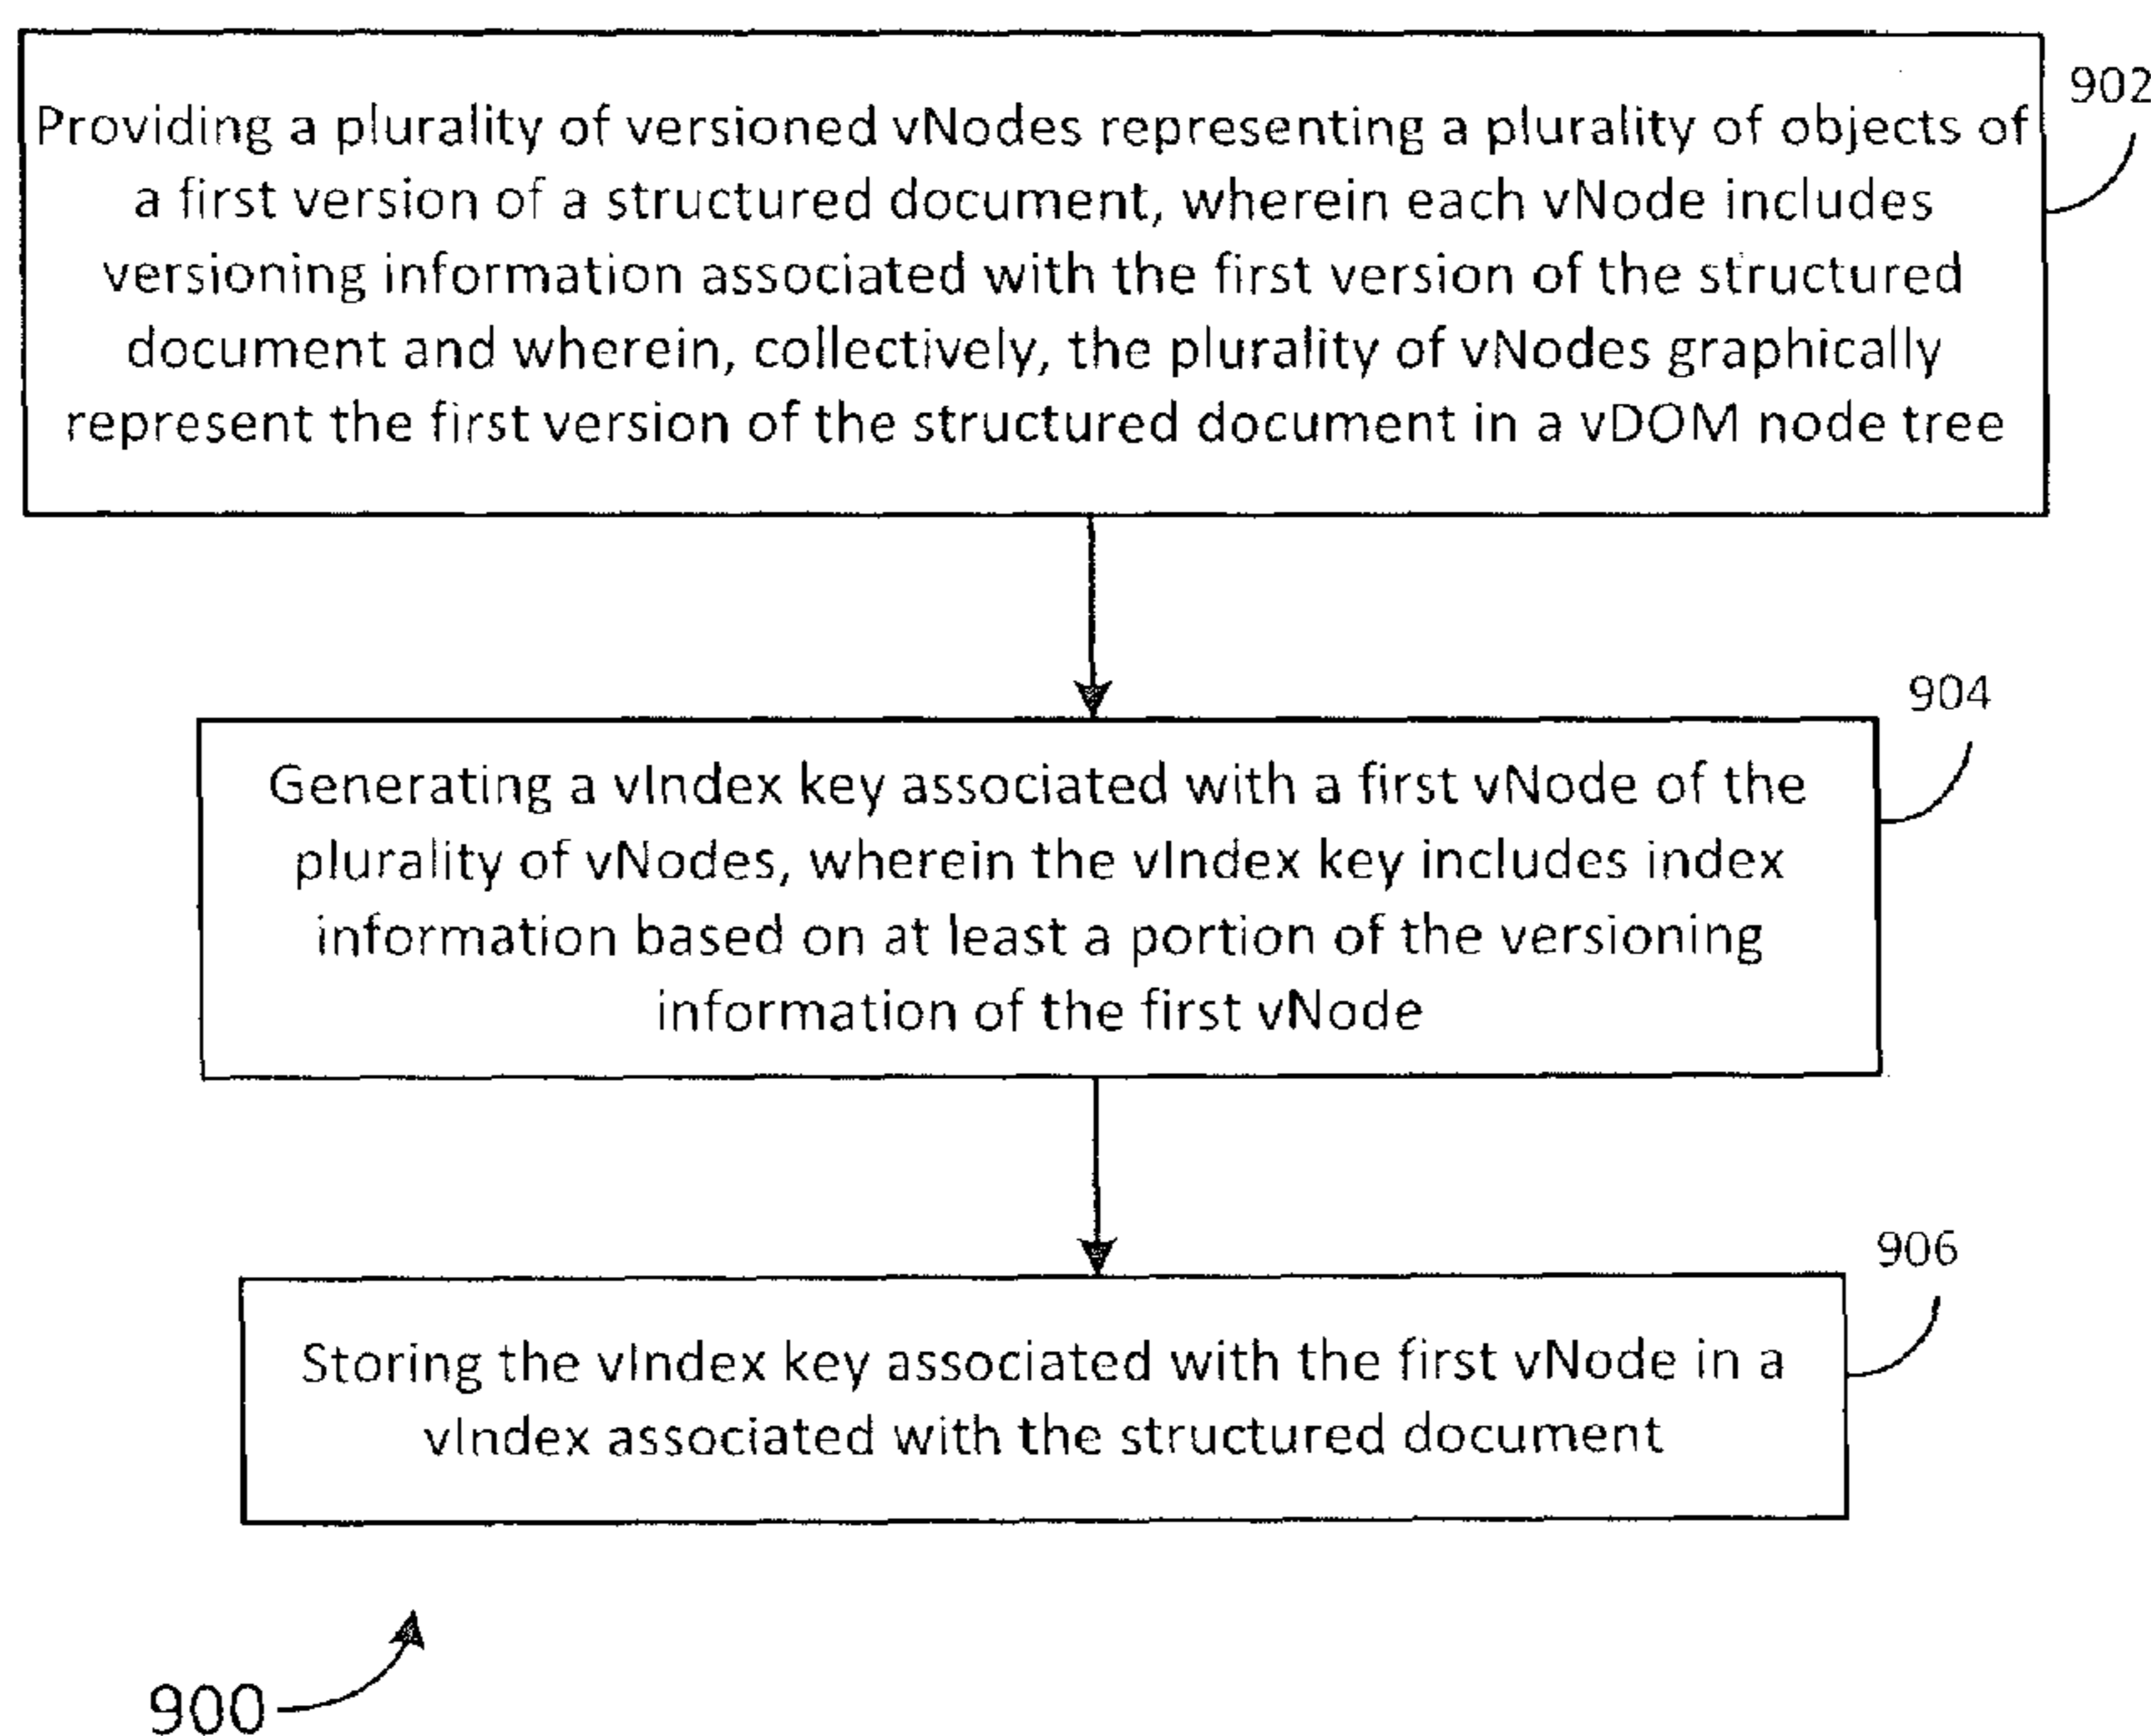 902
Providing a plurality of versioned vNodes representing a plurality of objects of
a first version of a structured document, wherein each vNode includes
versioning information associated with the first version of the structured
document and wherein, collectively, the plurality of vNodes graphically
represent the first version of the structured document in a vDOM node tree
904
Generating a vIndex key associated with a first vNode of the
plurality of vNodes, wherein the vIndex key includes index
information based on at least a portion of the versioning
information of the first vNode
906
Storing the vIndex key associated with the first vNode in a
vIndex associated with the structured document
900